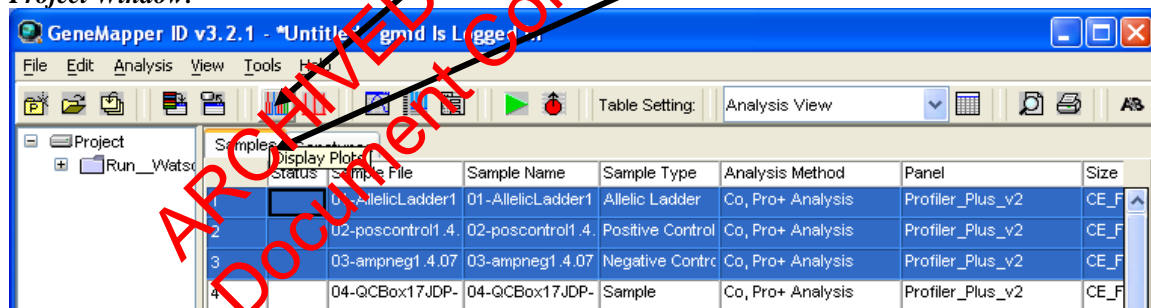 Project Window:
GeneMapper ID v3.2.1 - *Untitled - gmid Is Logged In
File Edit Analysis View Tools Help
Table Setting: Analysis View
Project
Samples Genotypes
Run__Watso
Display Plots
Status Sample File Sample Name Sample Type Analysis Method Panel Size
1 01-AllelicLadder1 01-AllelicLadder1 Allelic Ladder Co, Pro+ Analysis Profiler_Plus_v2 CE_F
2 02-poscontrol1.4. 02-poscontrol1.4. Positive Control Co, Pro+ Analysis Profiler_Plus_v2 CE_F
3 03-ampneg1.4.07 03-ampneg1.4.07 Negative Contro Co, Pro+ Analysis Profiler_Plus_v2 CE_F
4 04-QCBox17JDP- 04-QCBox17JDP- Sample Co, Pro+ Analysis Profiler_Plus_v2 CE_F
ARCHIVED
Document Con